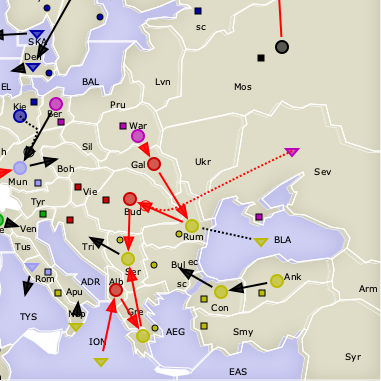 sc
SKA
Den
EL
BAL
Lvn
Mos
Kie
Pru
Ber
War
h
Sil
Gal
Ukr
Boh
Mun
Sev
Vie
Tyr
Bud
e
Ven
Rum
BLA
Tus
Tri
Ser
Bul
ec
Rom
ADR
Alb
sc
Ank
Apu
Con
Arm
TYS
Gre
AEG
Smy
ION
Syr
EAS